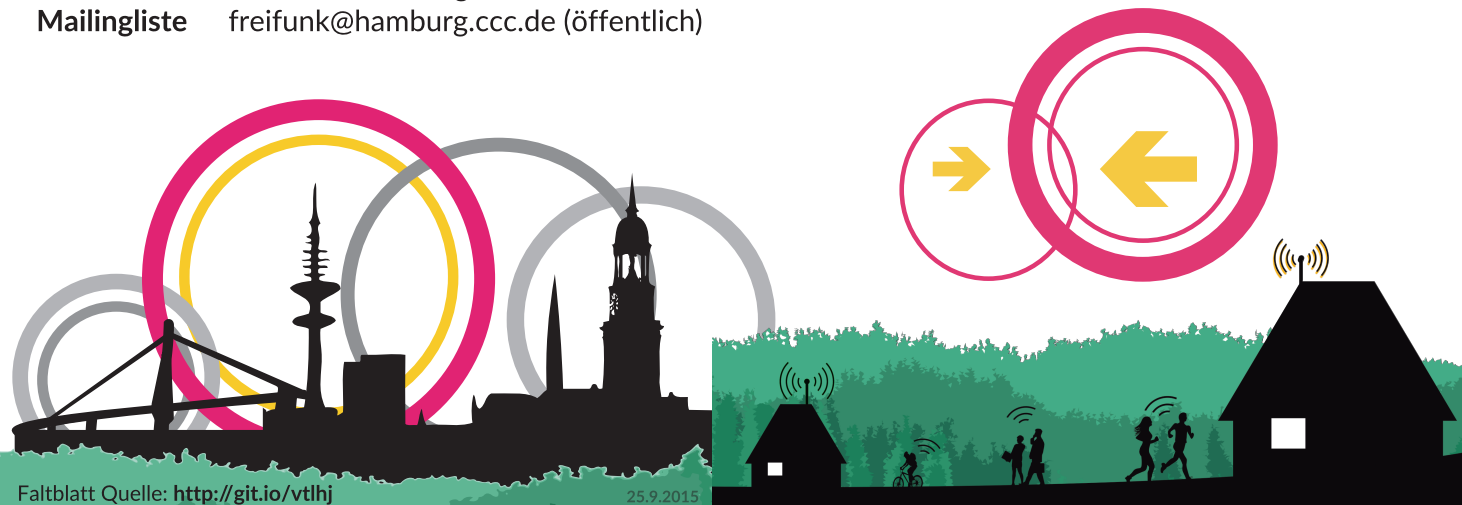 Mailingliste freifunk@hamburg.ccc.de (öffentlich)
Faltblatt Quelle: http://git.io/vtlhj
25.9.2015